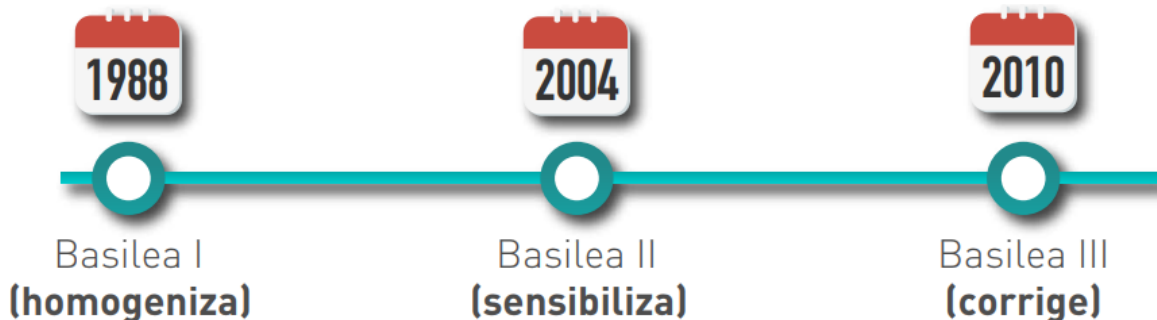 1988
2004
2010
Basilea I
(homogeniza)
Basilea II
(sensibiliza)
Basilea III
(corrige)